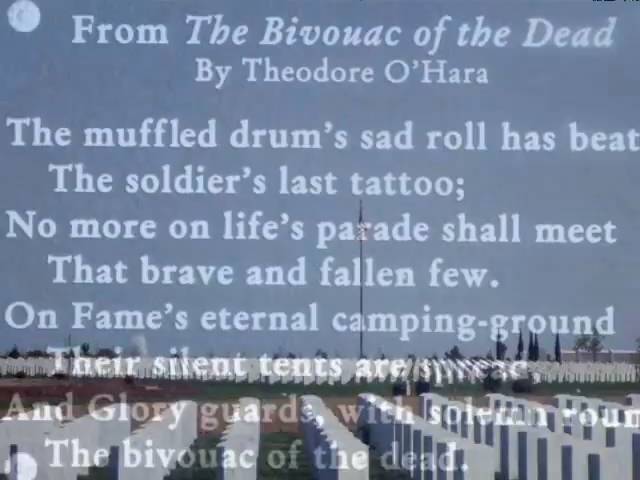 From The Bivouac of the Dead
By Theodore O'Hara
The muffled drum's sad roll has beat
The soldier's last tattoo;
No more on life's parade shall meet
That brave and fallen few.
On Fame's eternal camping-ground
Their silent tents are spread,
And Glory guards, with solemn roun
The bivouac of the dead.